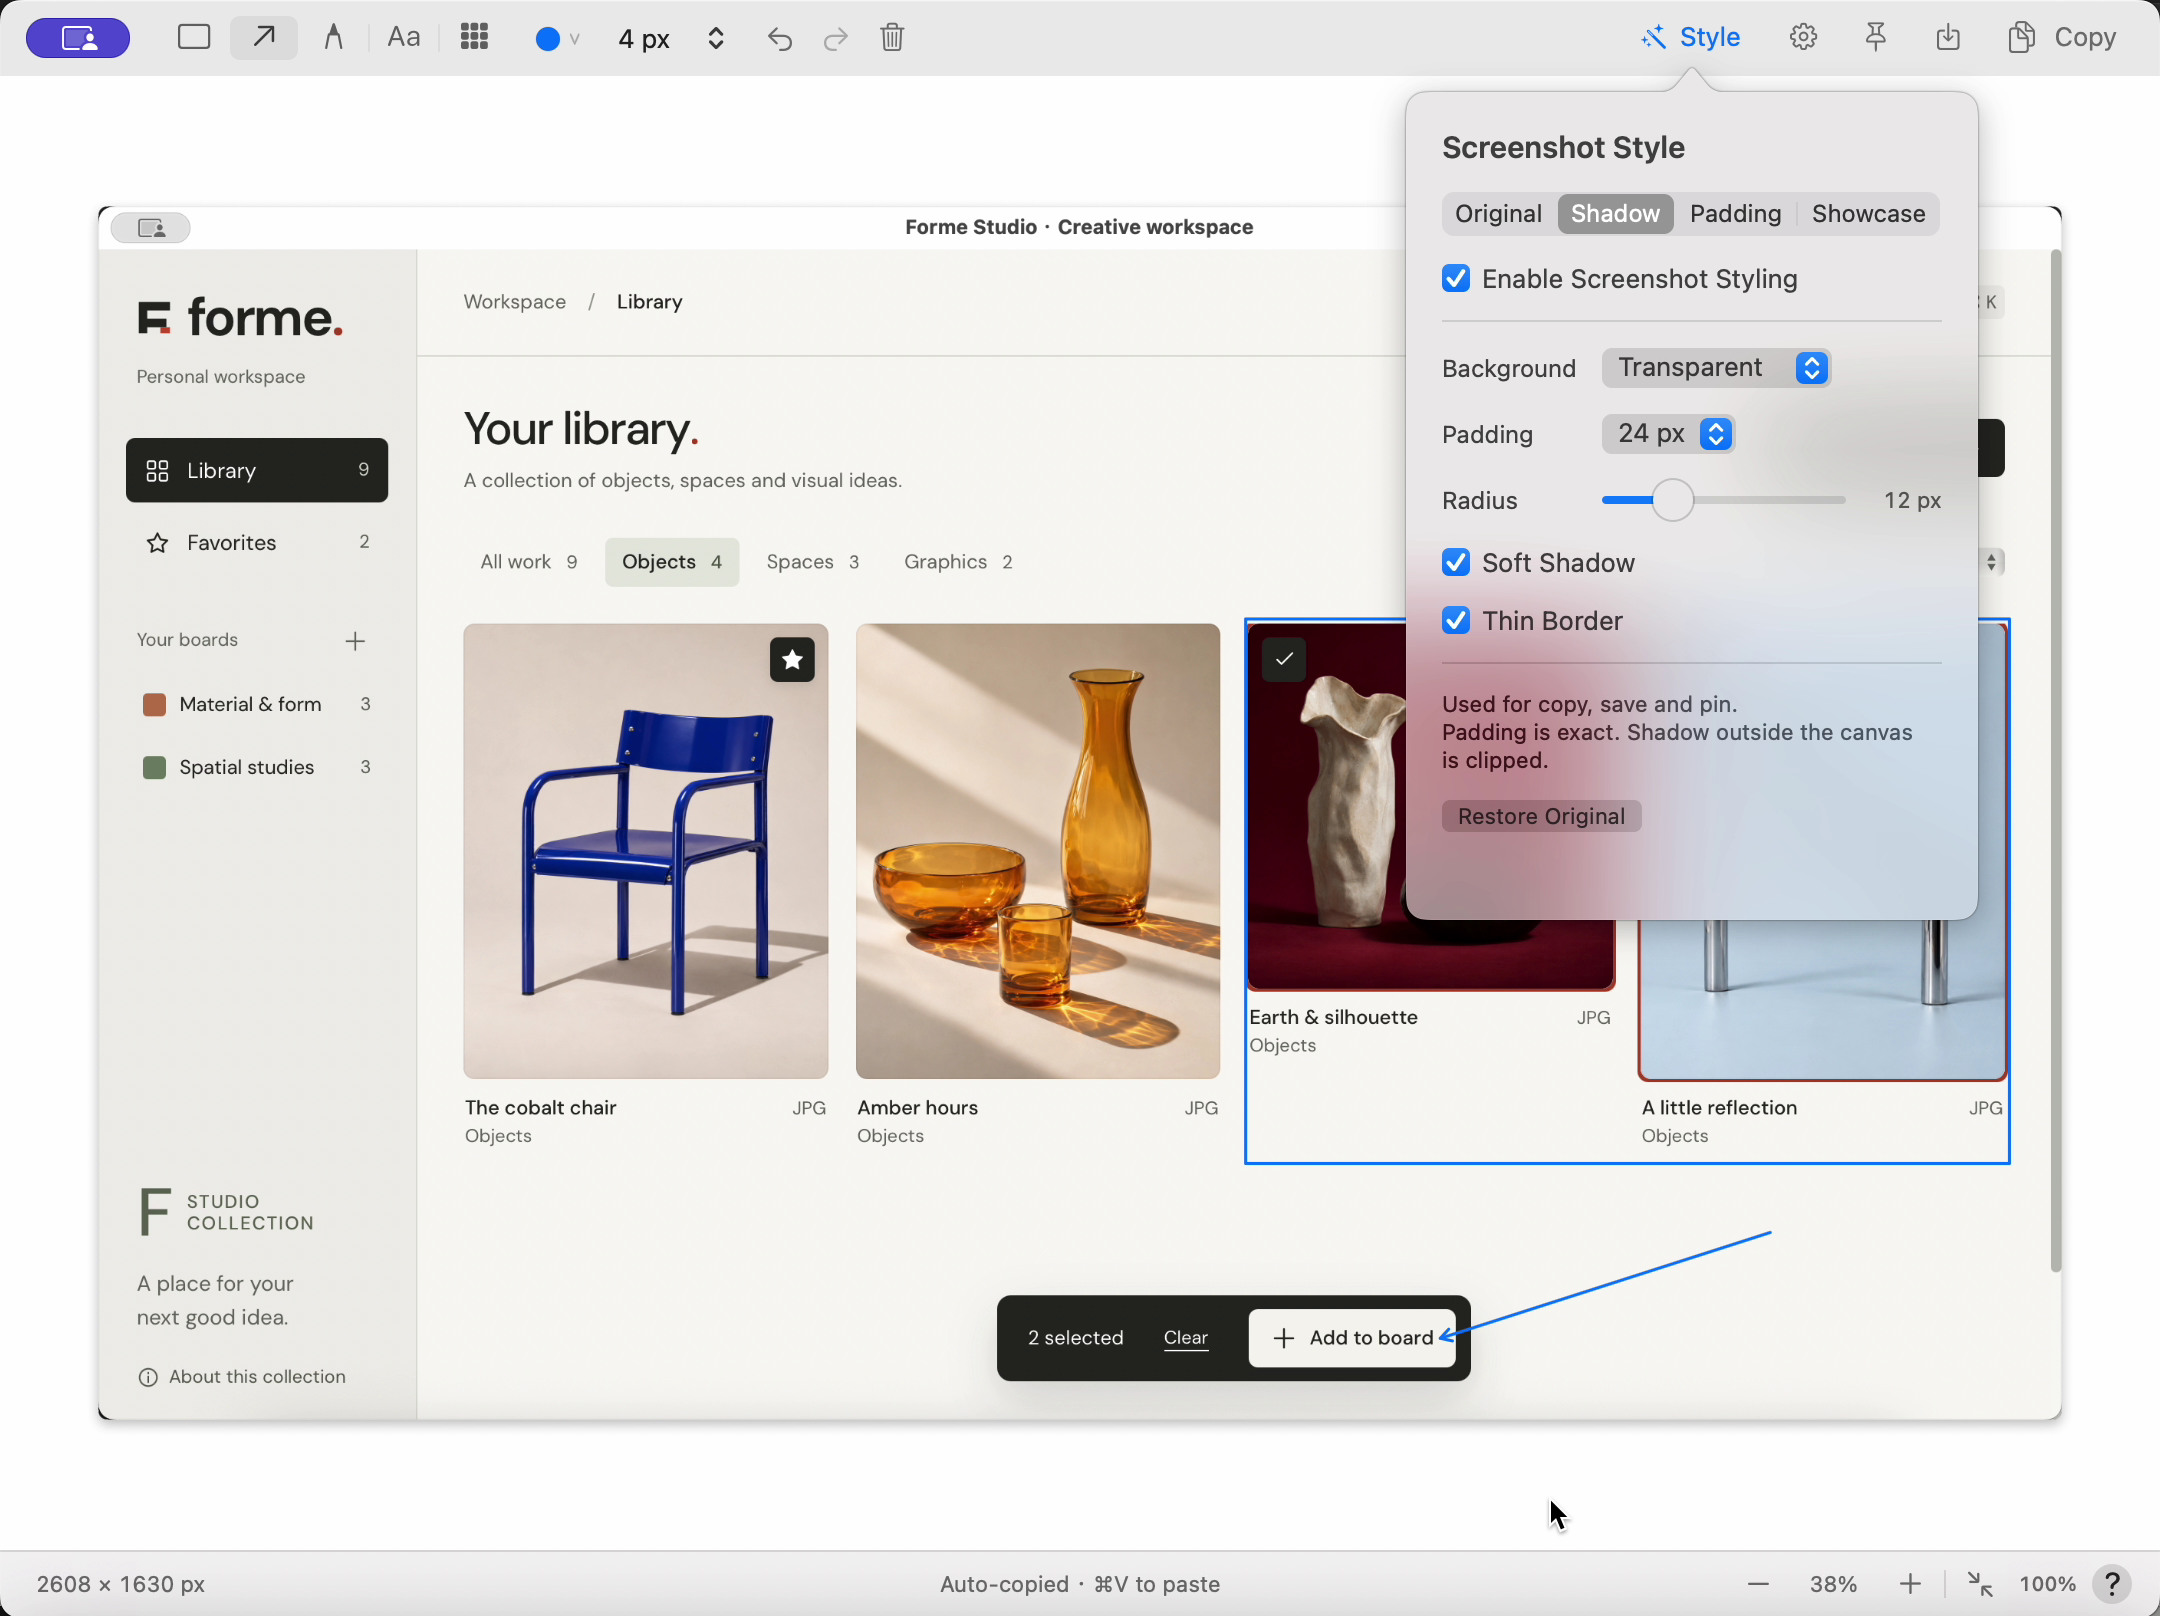 Aa
4 px
Style
Copy
Screenshot Style
Original Shadow Padding Showcase
Enable Screenshot Styling
Background Transparent
Padding 24 px
Radius 12 px
Soft Shadow
Thin Border
Used for copy, save and pin.
Padding is exact. Shadow outside the canvas
is clipped.
Restore Original
Forme Studio · Creative workspace
forme.
Personal workspace
Library 9
Favorites 2
Your boards
Material & form 3
Spatial studies 3
F STUDIO
COLLECTION
A place for your
next good idea.
About this collection
Workspace / Library
K
Your library.
A collection of objects, spaces and visual ideas.
All work 9 Objects 4 Spaces 3 Graphics 2
The cobalt chair JPG
Objects
Amber hours JPG
Objects
Earth & silhouette JPG
Objects
A little reflection JPG
Objects
2 selected Clear + Add to board
2608 × 1630 px
Auto-copied · ⌘V to paste
38%
100%
?